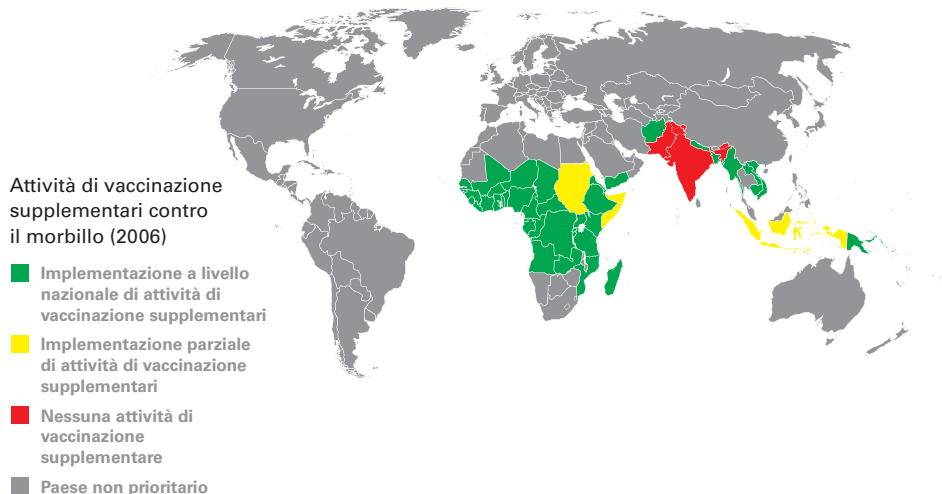 Attività di vaccinazione
supplementari contro
il morbillo (2006)
Implementazione a livello
nazionale di attività di
vaccinazione supplementari
Implementazione parziale
di attività di vaccinazione
supplementari
Nessuna attività di
vaccinazione
supplementare
Paese non prioritario